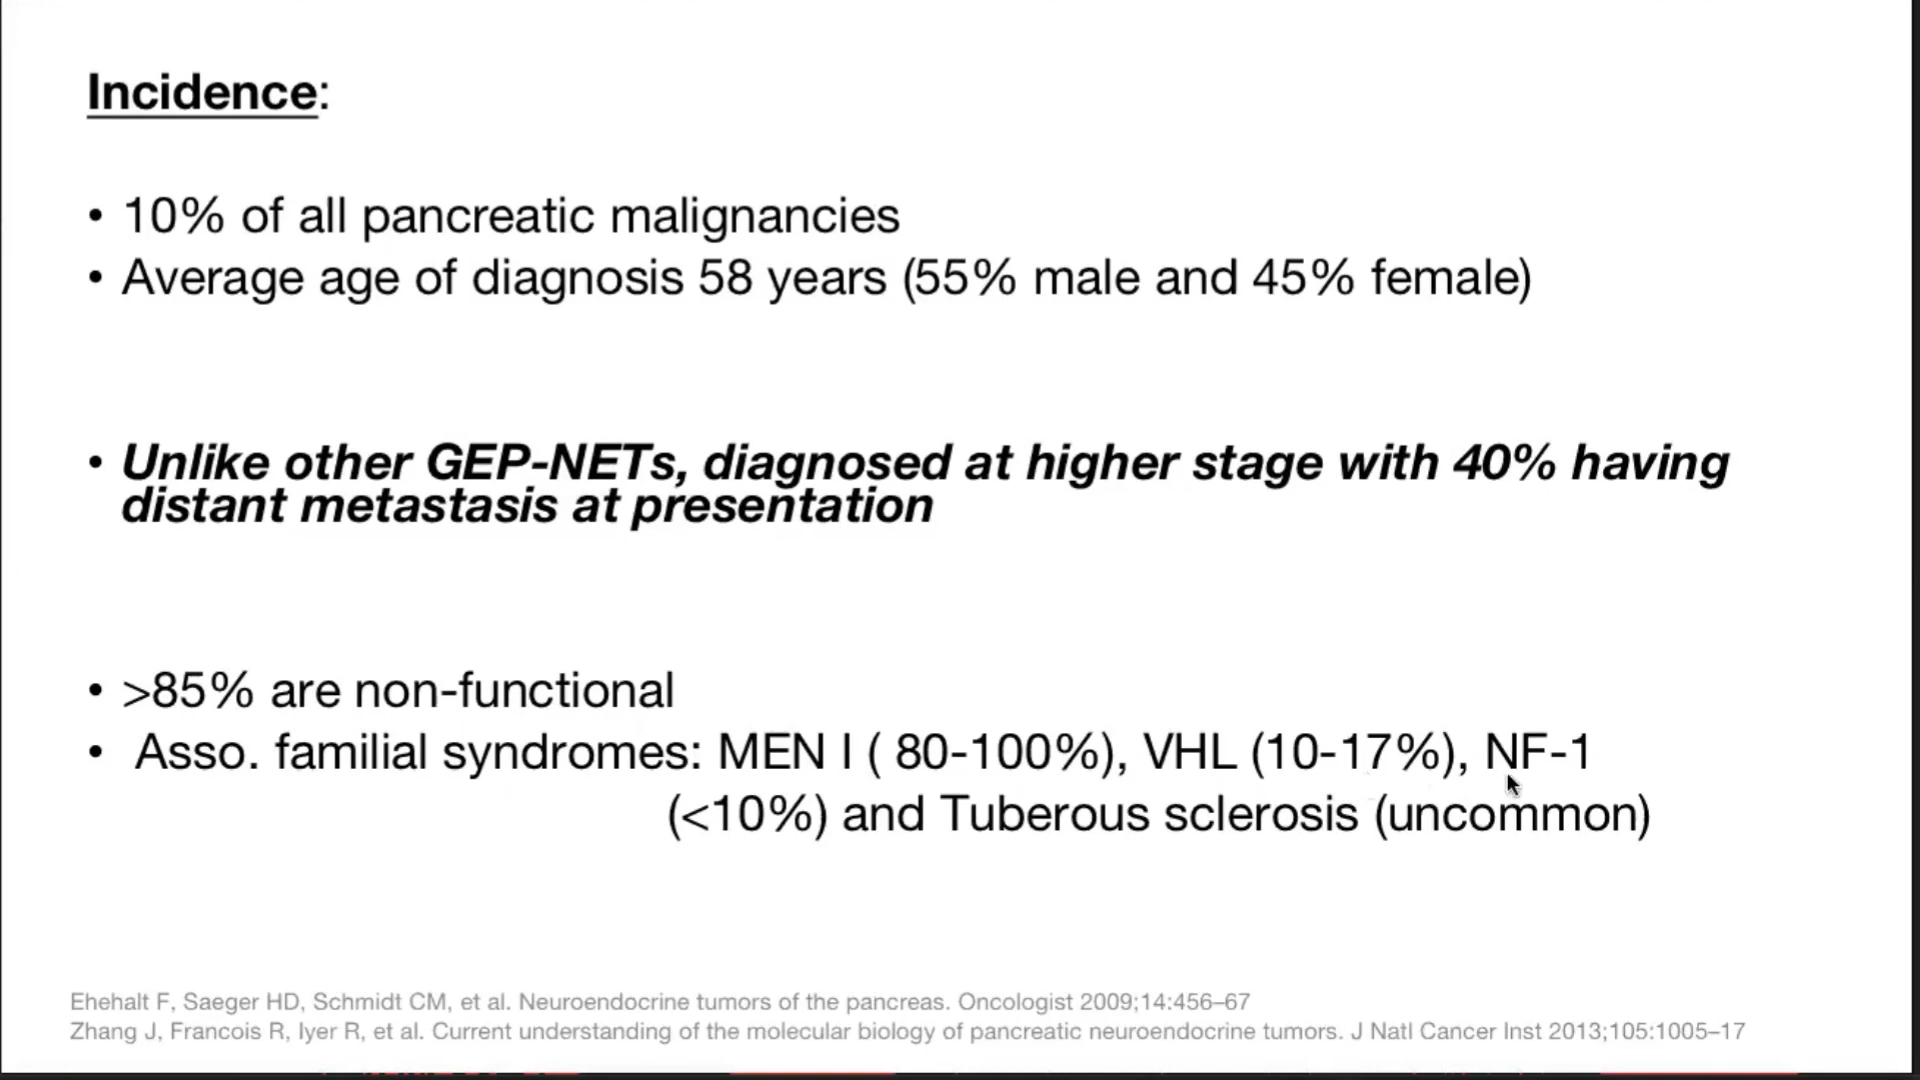 Incidence:
• 10% of all pancreatic malignancies
• Average age of diagnosis 58 years (55% male and 45% female)
• Unlike other GEP-NETs, diagnosed at higher stage with 40% having
distant metastasis at presentation
• >85% are non-functional
• Asso. familial syndromes: MEN I ( 80-100%), VHL (10-17%), NF-1
(<10%) and Tuberous sclerosis (uncommon)
Ehehalt F, Saeger HD, Schmidt CM, et al. Neuroendocrine tumors of the pancreas. Oncologist 2009;14:456–67
Zhang J, Francois R, Iyer R, et al. Current understanding of the molecular biology of pancreatic neuroendocrine tumors. J Natl Cancer Inst 2013;105:1005–17